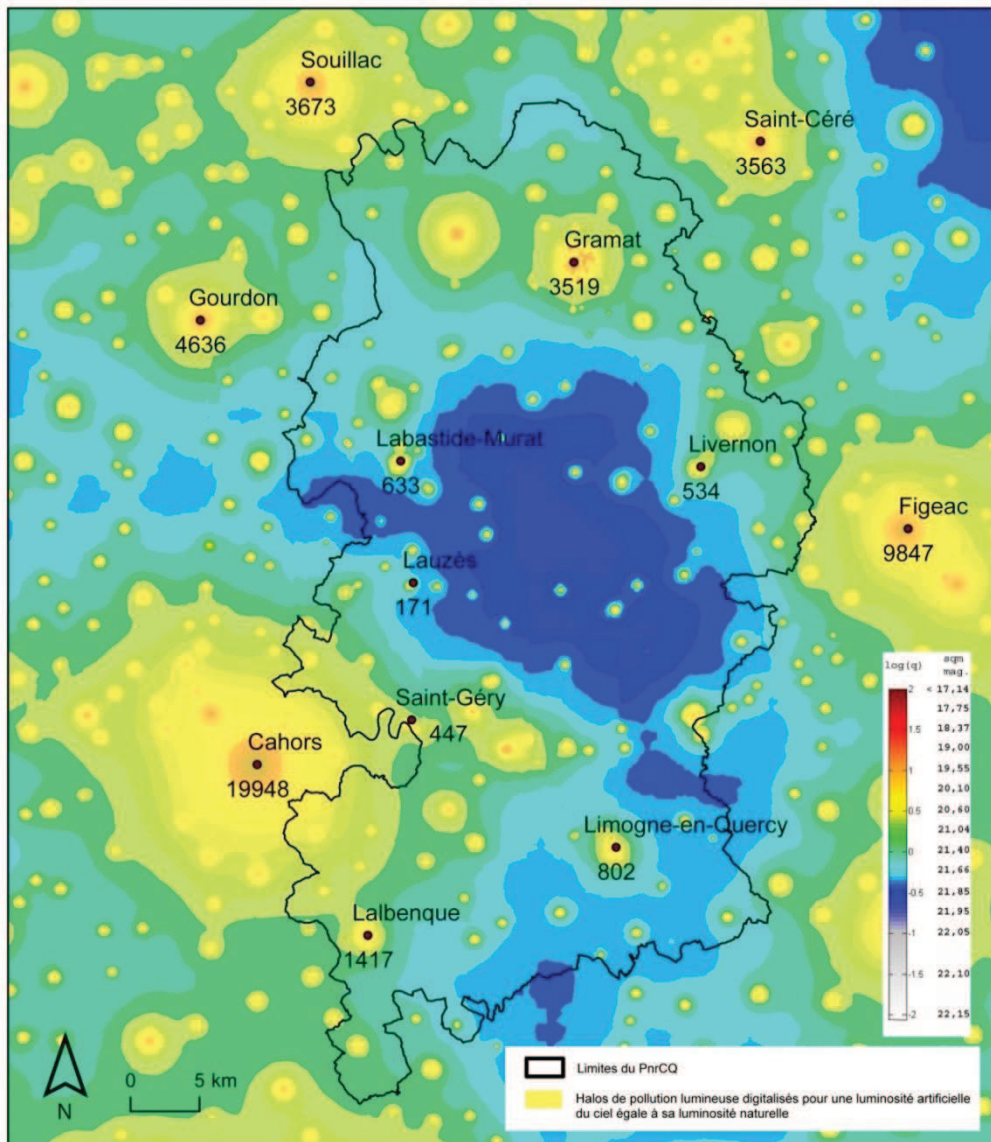 Souillac
3673
Saint-Céré
3563
Gramat
3519
Gourdon
4636
Labastide-Murat
633
Livernon
534
Figeac
9847
Lauzès
171
Saint-Géry
447
Cahors
19948
Limogne-en-Quercy
802
Lalbenque
1417
log(q) sqm mag.
2 < 17,14
17,75
1.5 18,37
19,00
1 19,55
20,10
0.5 20,60
21,04
0 21,40
21,66
-0.5 21,85
21,95
-1 22,05
-1.5 22,10
-2 22,15
N
0 5 km
Limites du PnrCQ
Halos de pollution lumineuse digitalisés pour une luminosité artificielle
du ciel égale à sa luminosité naturelle